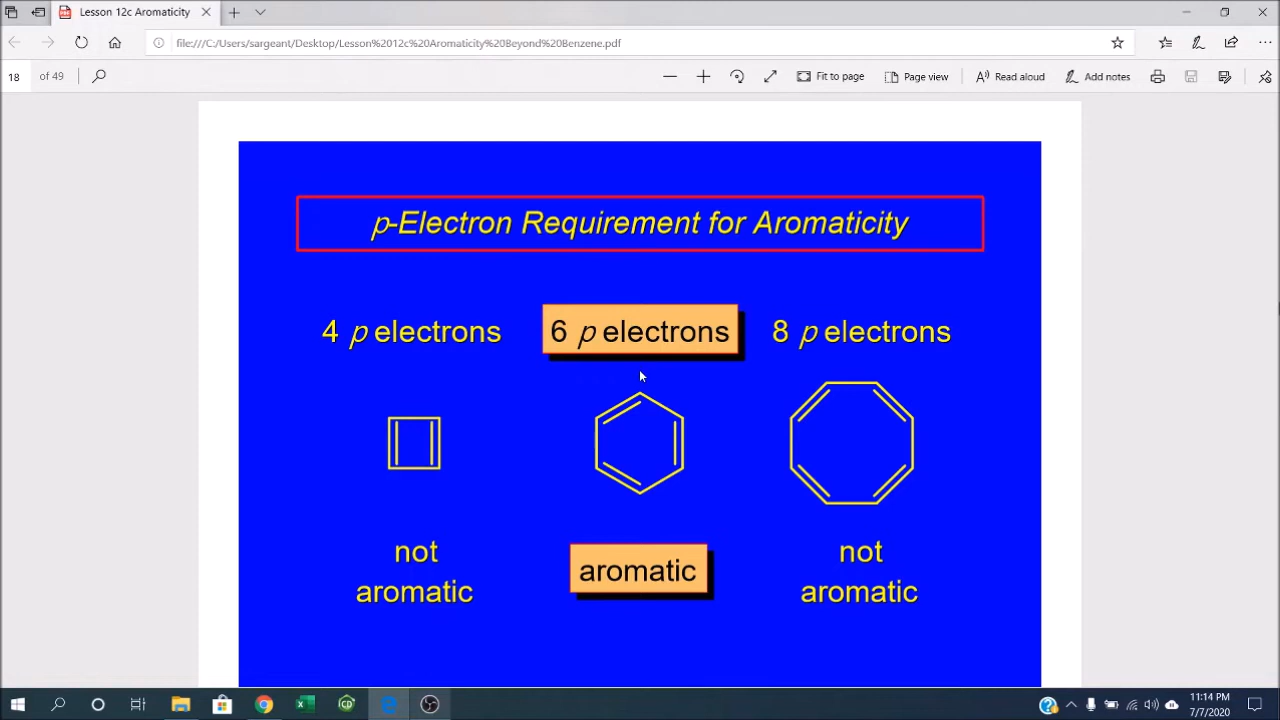 Lesson 12c Aromaticity
file:///C:/Users/sargeant/Desktop/Lesson%2012c%20Aromaticity%20Beyond%20Benzene.pdf
18 of 49 Fit to page Page view Read aloud Add notes
p-Electron Requirement for Aromaticity
4 p electrons 6 p electrons 8 p electrons
not aromatic not
aromatic aromatic
11:14 PM
7/7/2020